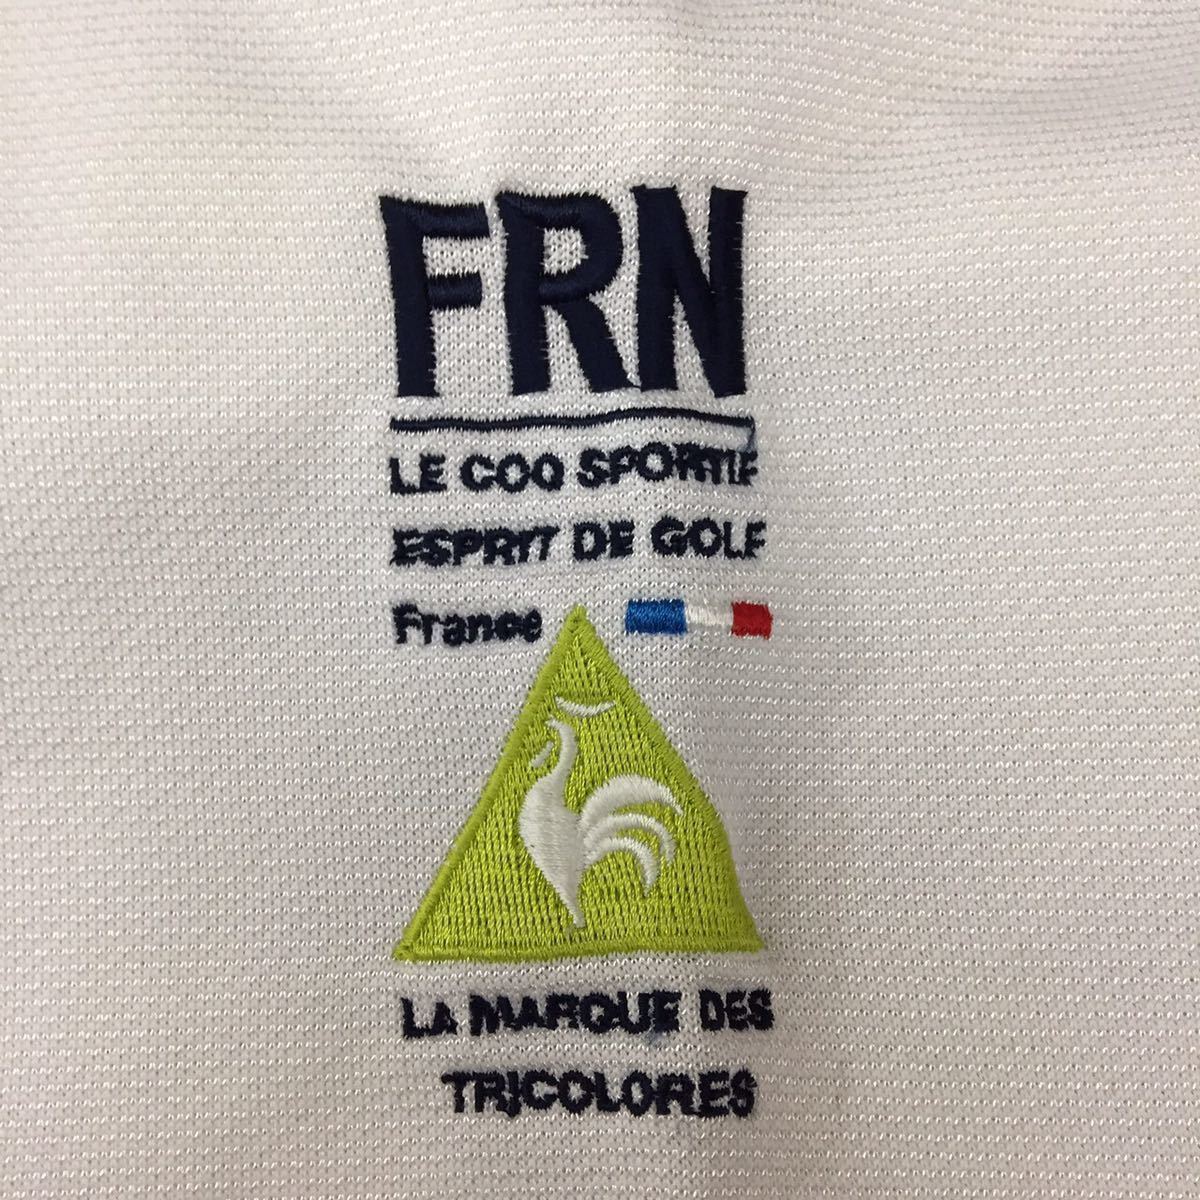 FRN
LE COQ SPORTIF
ESPRIT DE GOLF
France
LA MARQUE DES
TRICOLORES